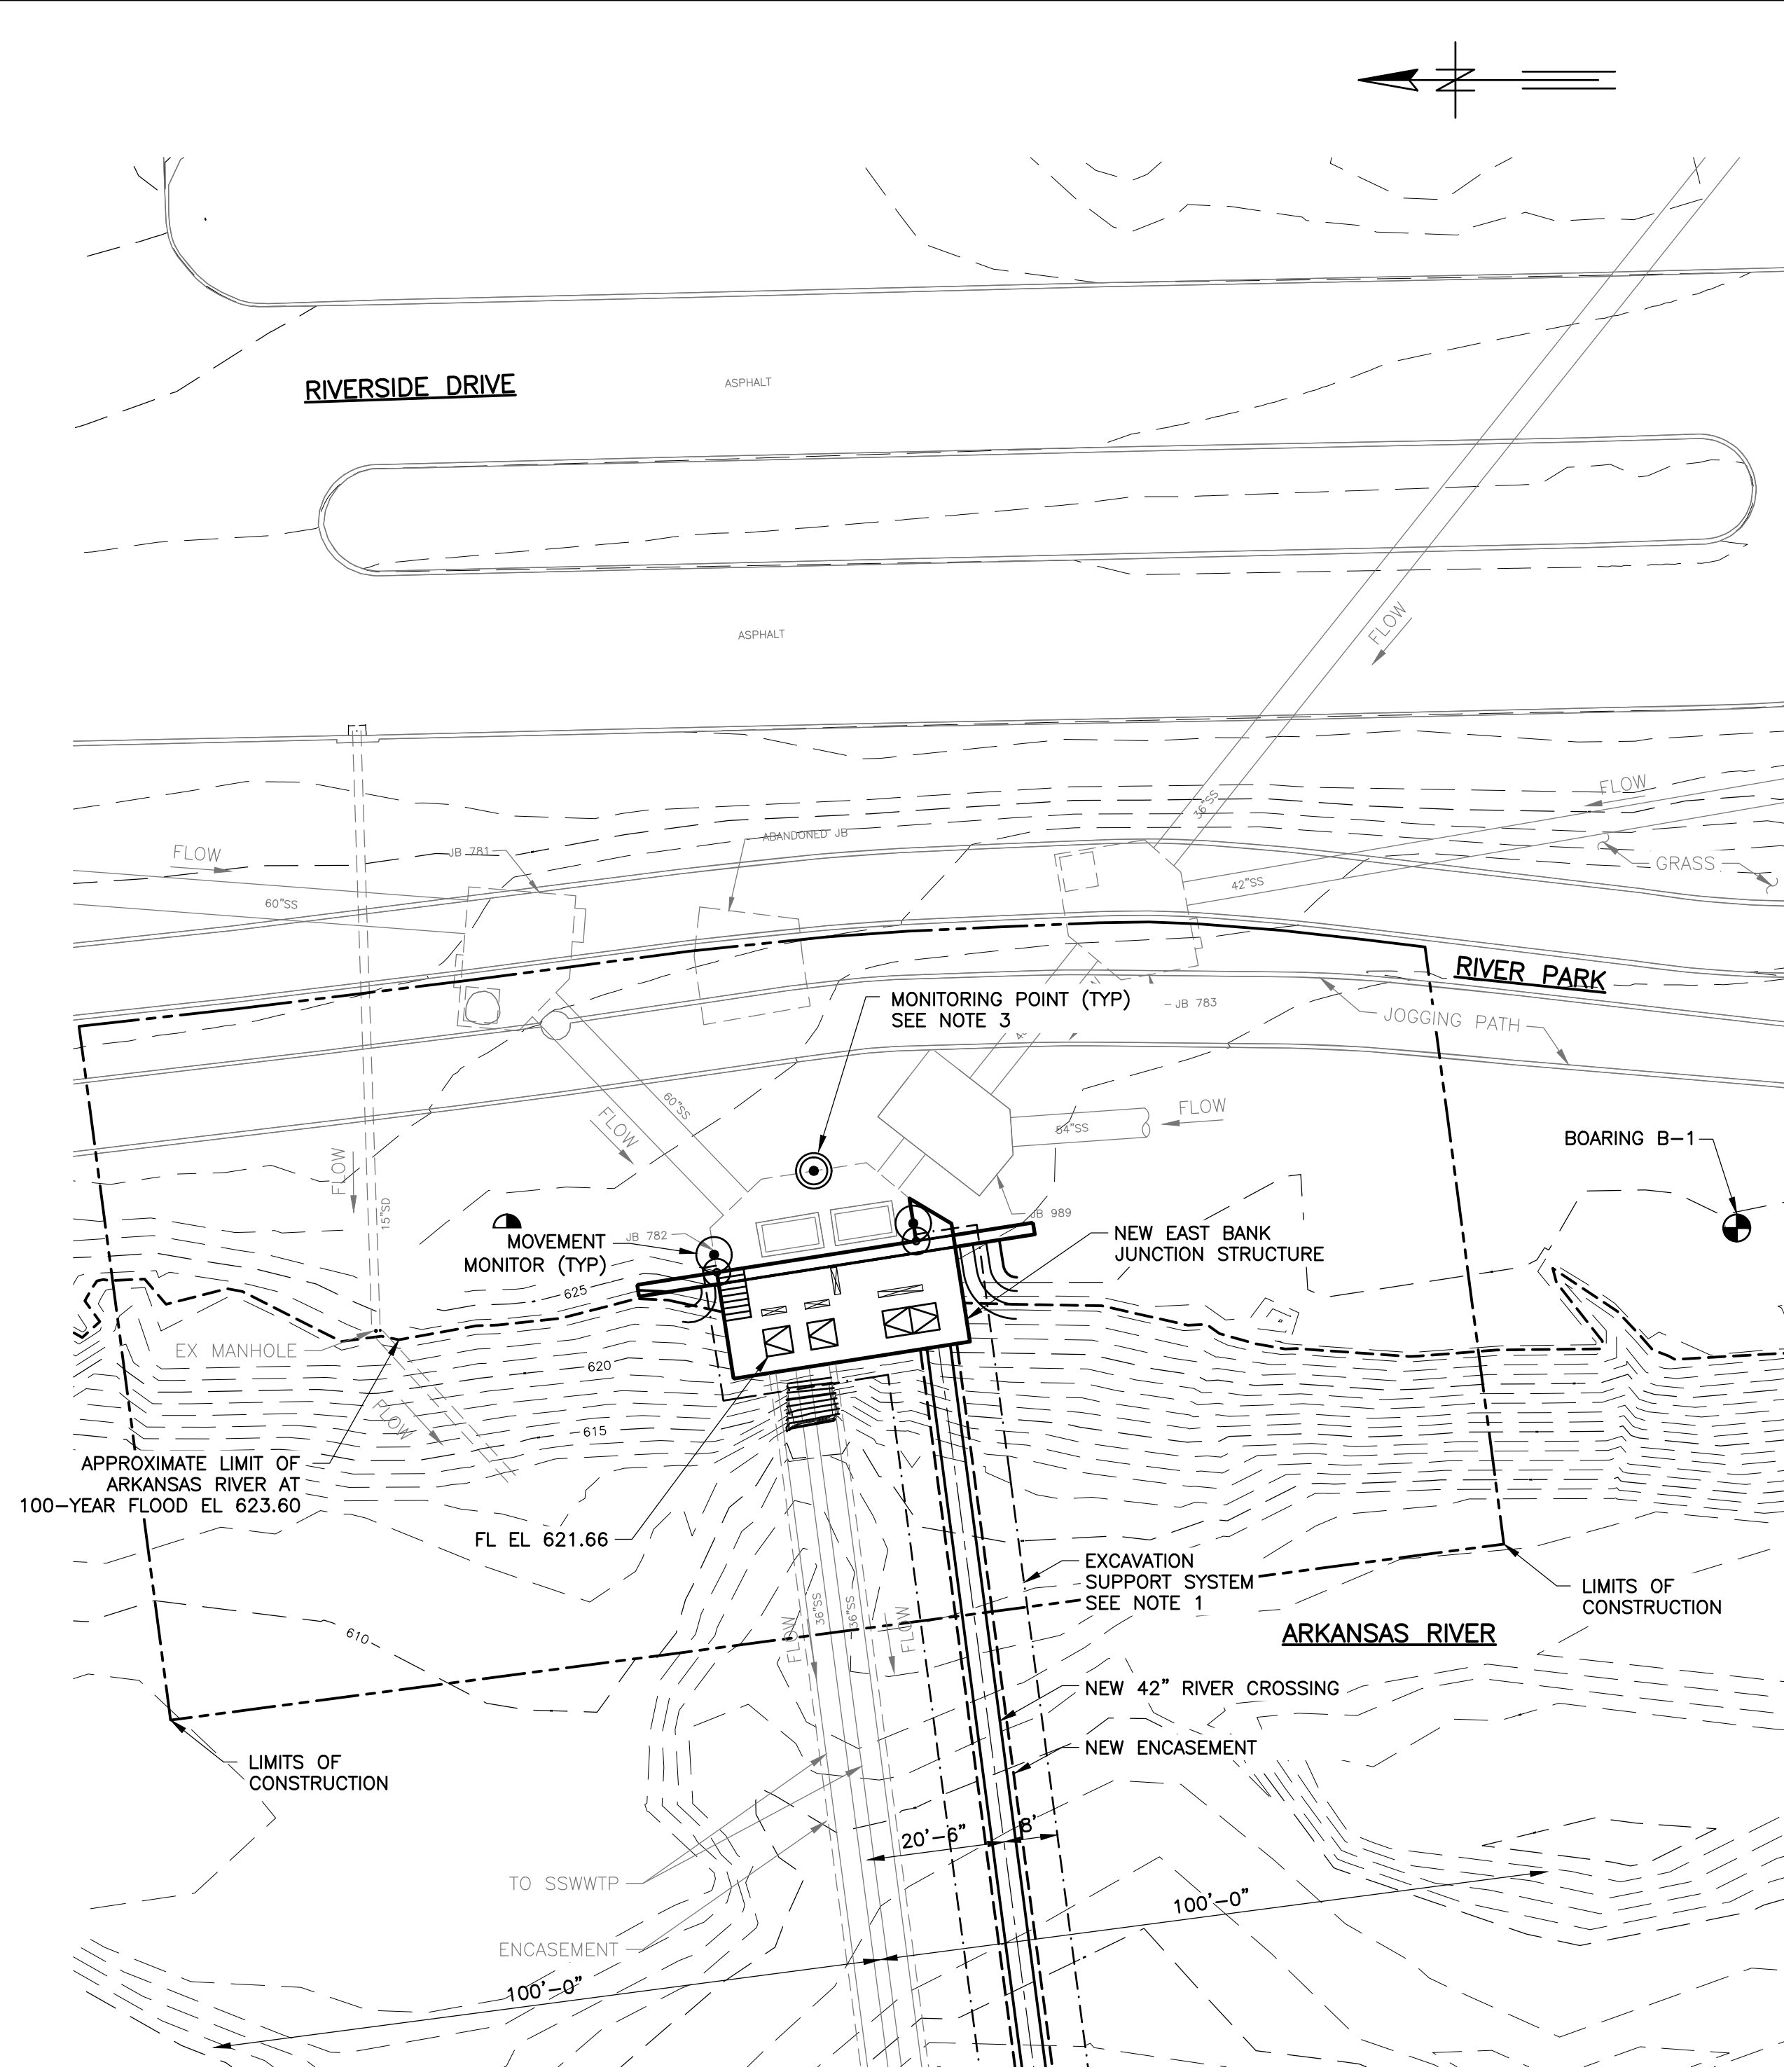 N
RIVERSIDE DRIVE
ASPHALT
FLOW
ASPHALT
FLOW
36"SS
GRASS
ABANDONED JB
JB 781
FLOW
60"SS
42"SS
RIVER PARK
MONITORING POINT (TYP)
SEE NOTE 3
JB 783
JOGGING PATH
60"SS
FLOW
FLOW
84"SS
BOARING B-1
FLOW
15"SD
JB 989
JB 782
MOVEMENT
MONITOR (TYP)
NEW EAST BANK
JUNCTION STRUCTURE
625
EX MANHOLE
620
FLOW
615
APPROXIMATE LIMIT OF
ARKANSAS RIVER AT
100-YEAR FLOOD EL 623.60
FL EL 621.66
EXCAVATION
SUPPORT SYSTEM
SEE NOTE 1
LIMITS OF
CONSTRUCTION
610
FLOW
36"SS
36"SS
FLOW
ARKANSAS RIVER
NEW 42" RIVER CROSSING
NEW ENCASEMENT
LIMITS OF
CONSTRUCTION
20'-6"
8'
TO SSWWTP
100'-0"
ENCASEMENT
100'-0"